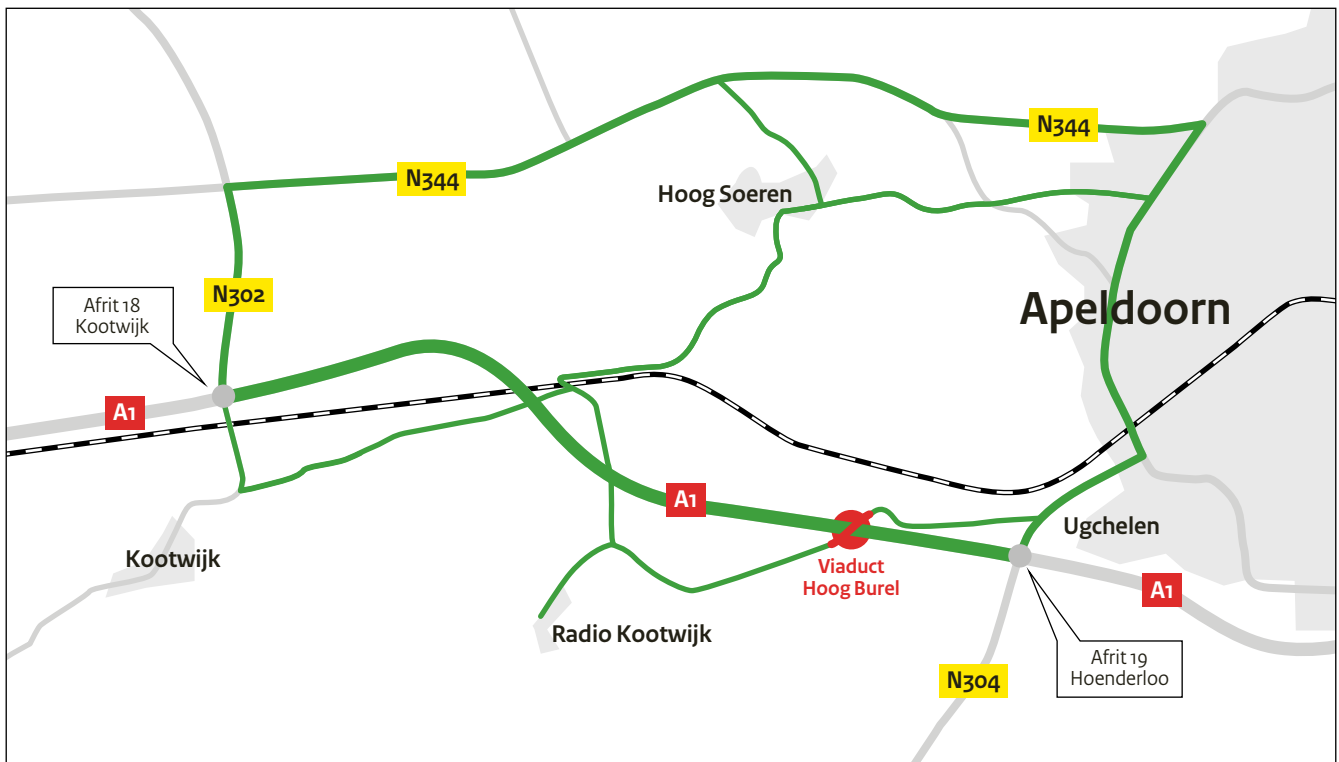 N344
N344
Hoog Soeren
N302
Afrit 18
Kootwijk
Apeldoorn
A1
A1
Ugchelen
Kootwijk
Viaduct
Hoog Burel
A1
Radio Kootwijk
Afrit 19
Hoenderloo
N304